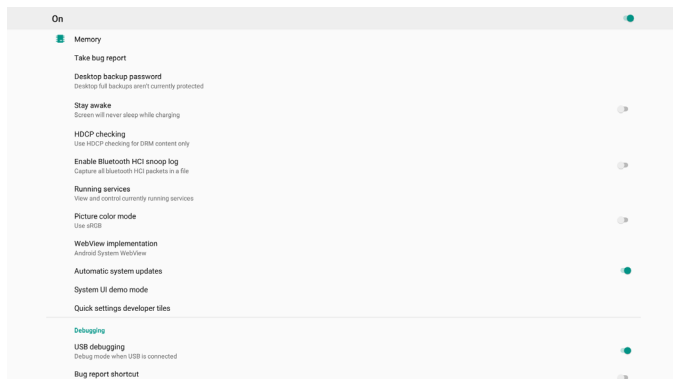 On
Memory
Take bug report
Desktop backup password
Desktop full backups aren't currently protected
Stay awake
Screen will never sleep while charging
HDCP checking
Use HDCP checking for DRM content only
Enable Bluetooth HCI snoop log
Capture all bluetooth HCI packets in a file
Running services
View and control currently running services
Picture color mode
Use sRGB
WebView implementation
Android System WebView
Automatic system updates
System UI demo mode
Quick settings developer tiles
Debugging
USB debugging
Debug mode when USB is connected
Bug report shortcut